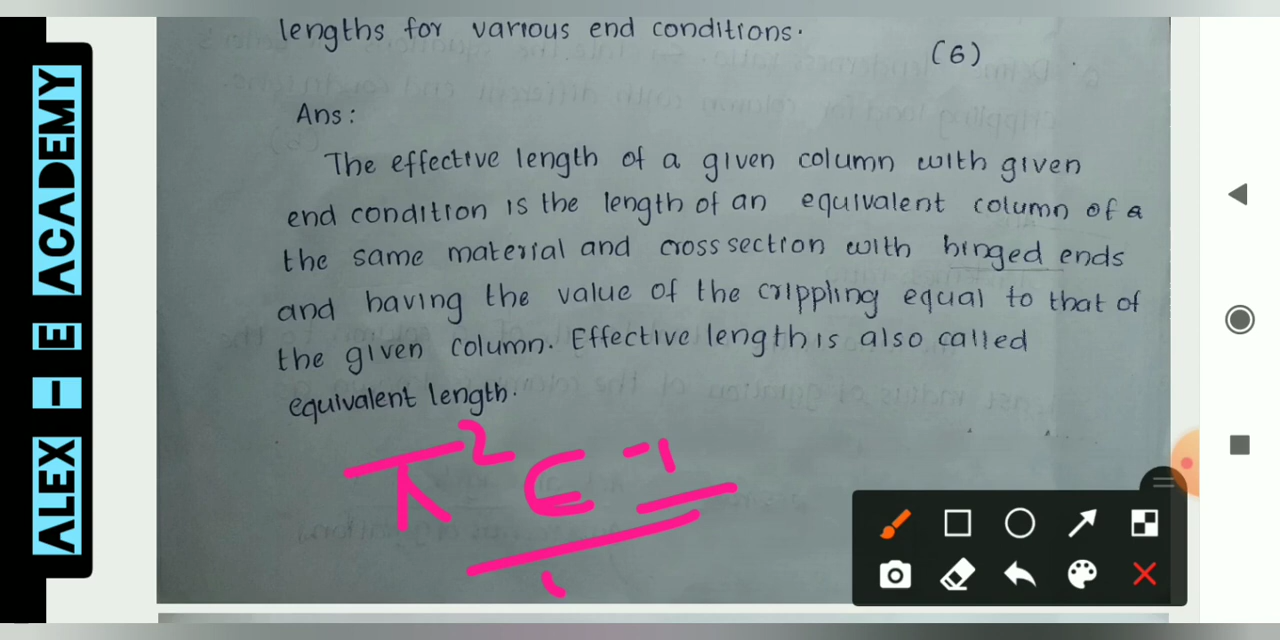 lengths for various end conditions.
(6)
Ans:
The effective length of a given column with given
end condition is the length of an equivalent column of a
the same material and cross section with hinged ends
and having the value of the crippling equal to that of
the given column. Effective length is also called
equivalent length.
π² E I
ALEX - E ACADEMY